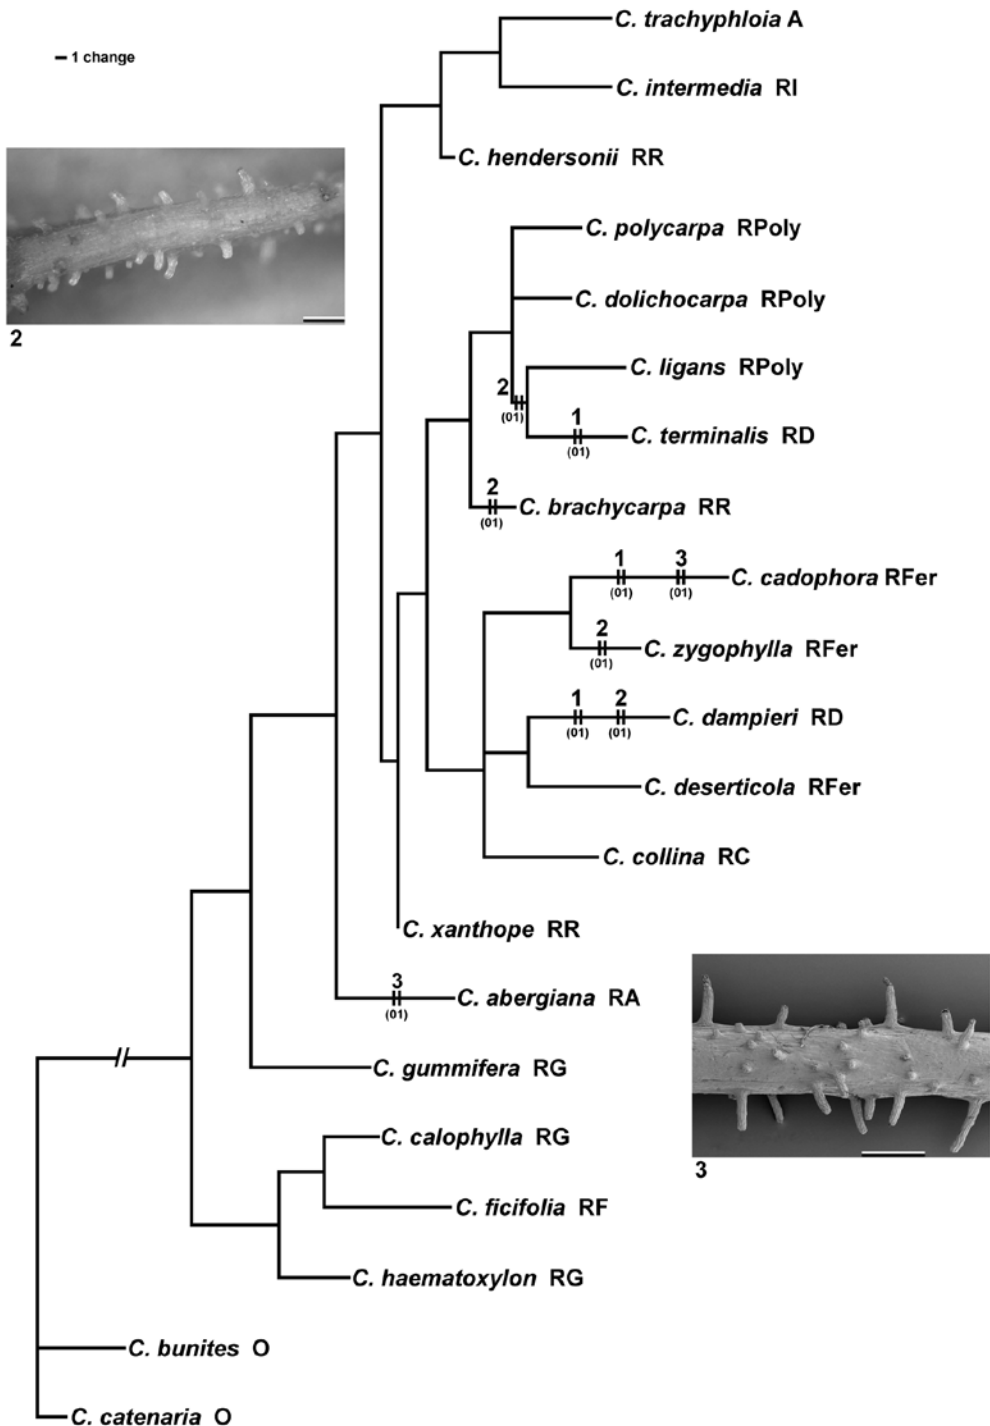 C. trachyphloia A
1 change
C. intermedia RI
C. hendersonii RR
C. polycarpa RPoly
C. dolichocarpa RPoly
2
C. ligans RPoly
2
(01)
1
C. terminalis RD
(01)
2
C. brachycarpa RR
(01)
1 3
C. cadophora RFer
(01) (01)
2
C. zygophylla RFer
(01)
1 2
C. dampieri RD
(01) (01)
C. deserticola RFer
C. collina RC
C. xanthope RR
3
C. abergiana RA
(01)
C. gummifera RG
C. calophylla RG
3
C. ficifolia RF
C. haematoxylon RG
C. bunites O
C. catenaria O